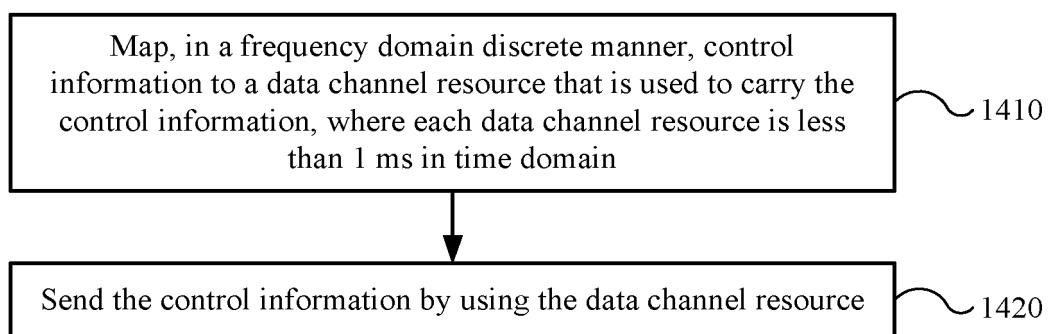 Map, in a frequency domain discrete manner, control
information to a data channel resource that is used to carry the
control information, where each data channel resource is less
than 1 ms in time domain
1410
Send the control information by using the data channel resource
1420